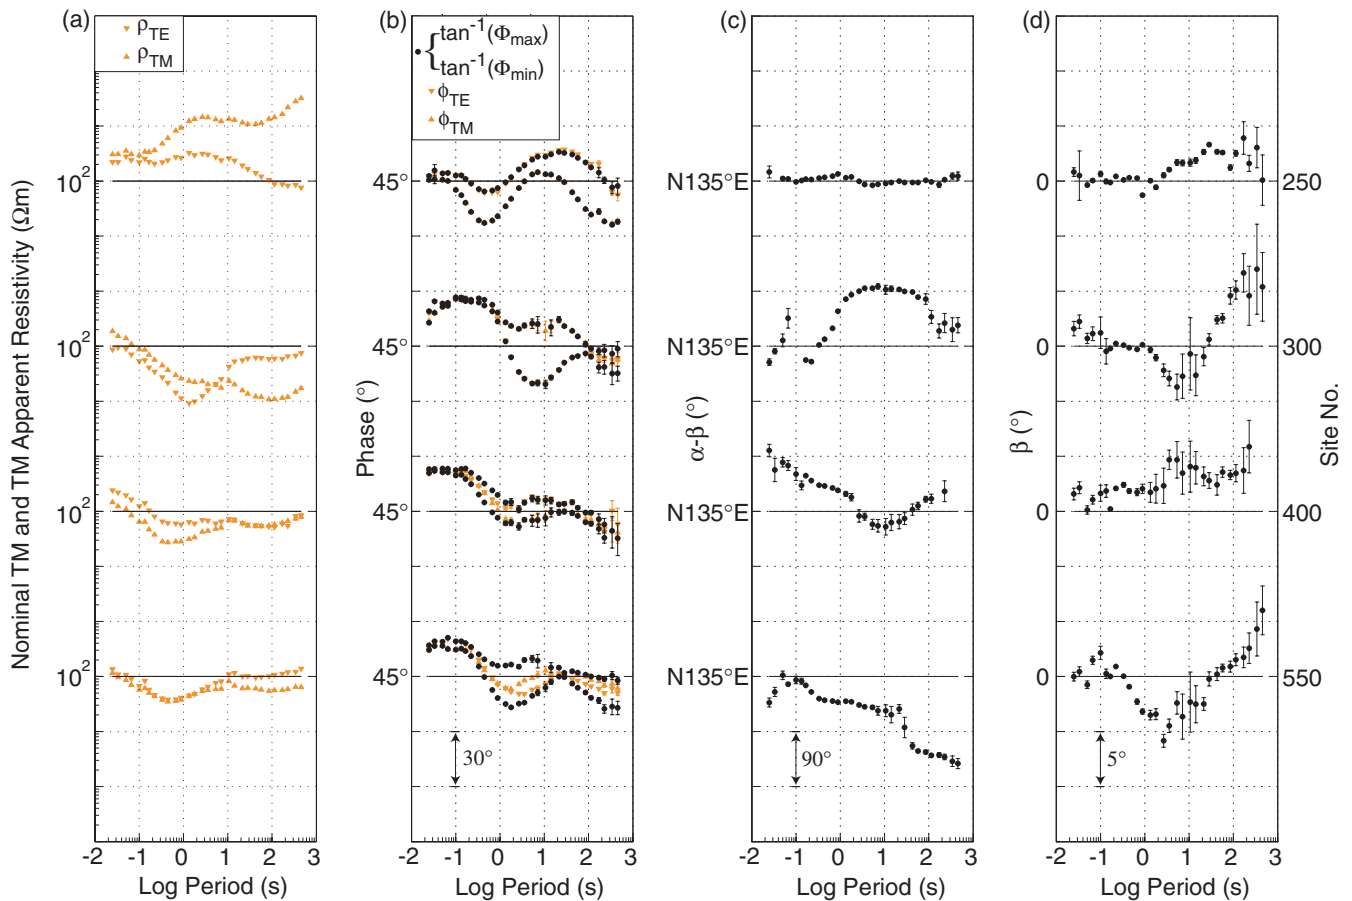 (a)
ρTE
ρTM
Nominal TM and TM Apparent Resistivity (Ωm)
10²
10²
10²
10²
-2 -1 0 1 2 3
Log Period (s)
(b)
tan⁻¹(Φmax)
tan⁻¹(Φmin)
ϕTE
ϕTM
Phase (°)
45°
45°
45°
45°
30°
-2 -1 0 1 2 3
Log Period (s)
(c)
α-β (°)
N135°E
N135°E
N135°E
N135°E
90°
-2 -1 0 1 2 3
Log Period (s)
(d)
β (°)
0
0
0
0
5°
-2 -1 0 1 2 3
Log Period (s)
250
300
400
550
Site No.